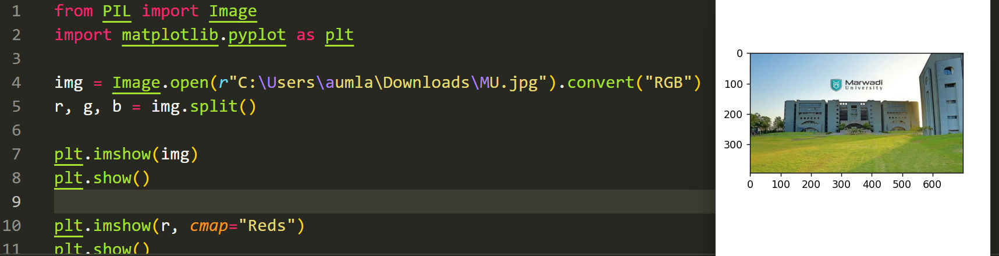 1 from PIL import Image
2 import matplotlib.pyplot as plt
3
4 img = Image.open(r"C:\Users\aumla\Downloads\MU.jpg").convert("RGB")
5 r, g, b = img.split()
6
7 plt.imshow(img)
8 plt.show()
9
10 plt.imshow(r, cmap="Reds")
11 plt.show()
0
100
200
300
Marwadi
University
0 100 200 300 400 500 600